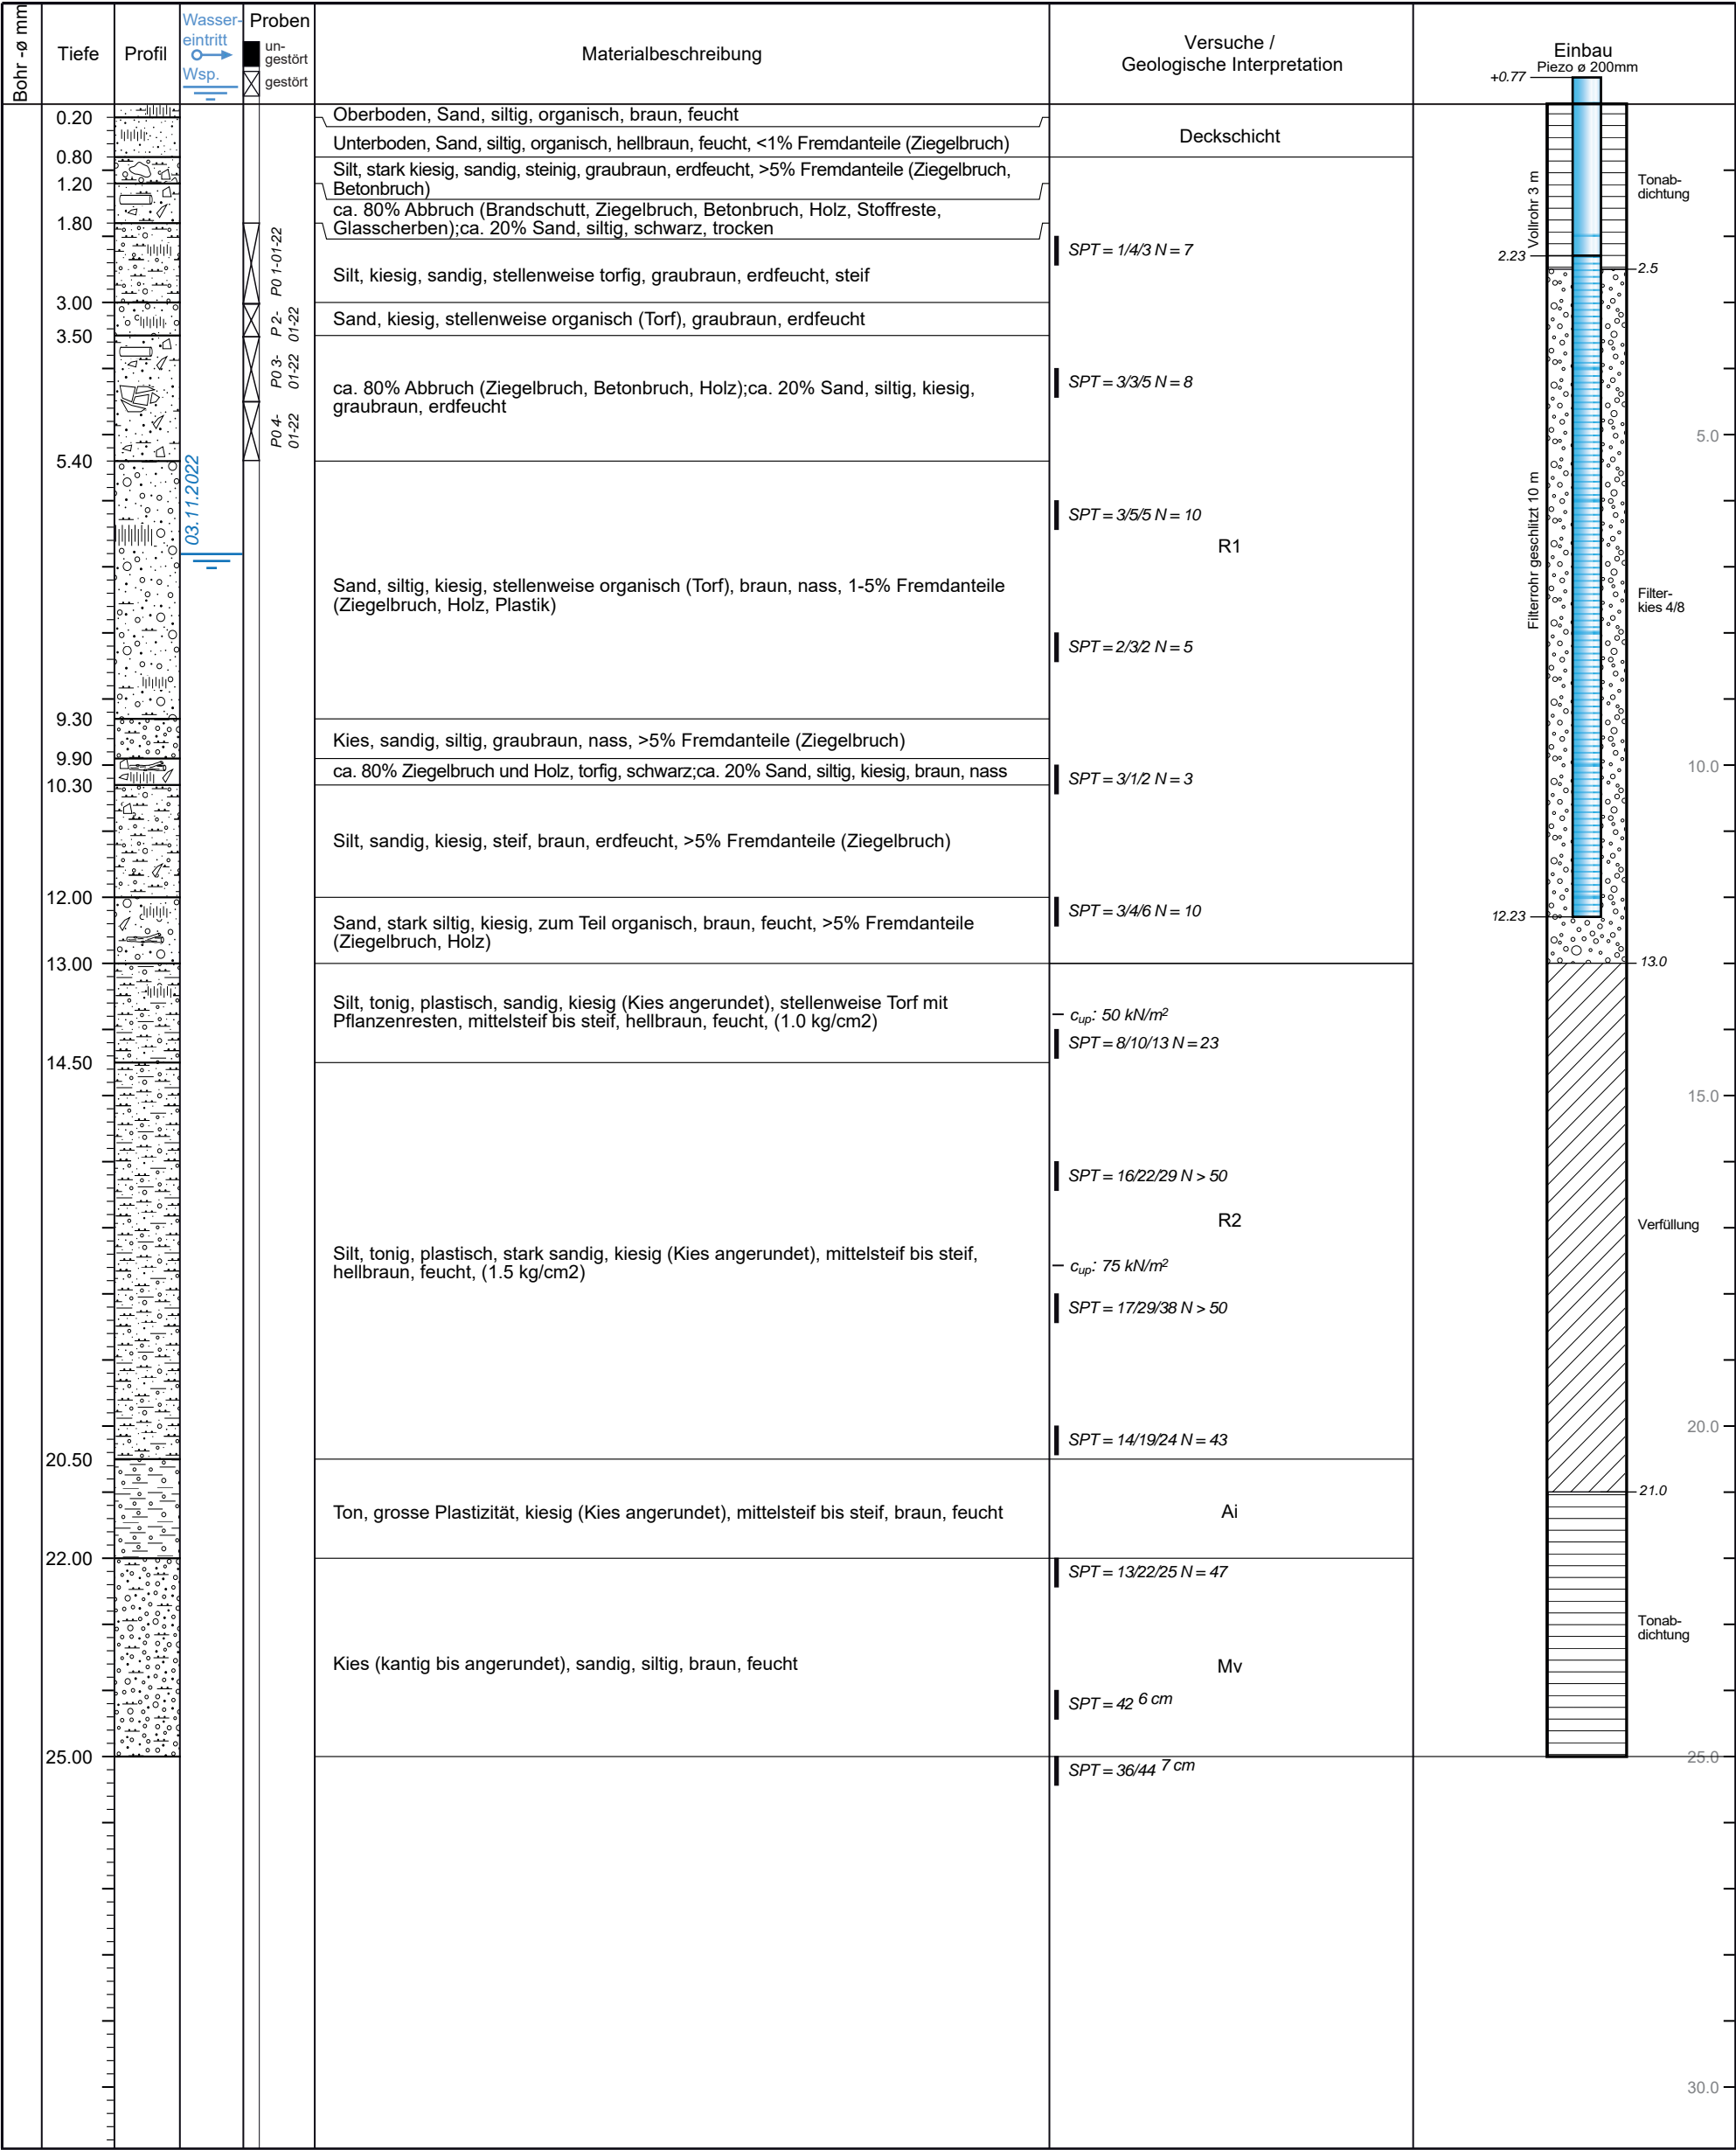 Bohr -ø mm
Tiefe
Profil
Wasser-
eintritt
Wsp.
Proben
un-
gestört
gestört
Materialbeschreibung
Versuche /
Geologische Interpretation
Einbau
Piezo ø 200mm
+0.77
0.20
Oberboden, Sand, siltig, organisch, braun, feucht
Unterboden, Sand, siltig, organisch, hellbraun, feucht, <1% Fremdanteile (Ziegelbruch)
Deckschicht
0.80
Silt, stark kiesig, sandig, steinig, graubraun, erdfeucht, >5% Fremdanteile (Ziegelbruch,
Betonbruch)
1.20
ca. 80% Abbruch (Brandschutt, Ziegelbruch, Betonbruch, Holz, Stoffreste,
Glasscherben);ca. 20% Sand, siltig, schwarz, trocken
1.80
Tonab-
dichtung
Vollrohr 3 m
P0 1-01-22
SPT = 1/4/3 N = 7
2.23
2.5
Silt, kiesig, sandig, stellenweise torfig, graubraun, erdfeucht, steif
3.00
P 2-
01-22
Sand, kiesig, stellenweise organisch (Torf), graubraun, erdfeucht
3.50
P0 3-
01-22
SPT = 3/3/5 N = 8
ca. 80% Abbruch (Ziegelbruch, Betonbruch, Holz);ca. 20% Sand, siltig, kiesig,
graubraun, erdfeucht
P0 4-
01-22
5.0
5.40
03.11.2022
SPT = 3/5/5 N = 10
R1
Filterrohr geschlitzt 10 m
Sand, siltig, kiesig, stellenweise organisch (Torf), braun, nass, 1-5% Fremdanteile
(Ziegelbruch, Holz, Plastik)
Filter-
kies 4/8
SPT = 2/3/2 N = 5
9.30
Kies, sandig, siltig, graubraun, nass, >5% Fremdanteile (Ziegelbruch)
9.90
ca. 80% Ziegelbruch und Holz, torfig, schwarz;ca. 20% Sand, siltig, kiesig, braun, nass
SPT = 3/1/2 N = 3
10.0
10.30
Silt, sandig, kiesig, steif, braun, erdfeucht, >5% Fremdanteile (Ziegelbruch)
12.00
SPT = 3/4/6 N = 10
12.23
Sand, stark siltig, kiesig, zum Teil organisch, braun, feucht, >5% Fremdanteile
(Ziegelbruch, Holz)
13.00
13.0
Silt, tonig, plastisch, sandig, kiesig (Kies angerundet), stellenweise Torf mit
Pflanzenresten, mittelsteif bis steif, hellbraun, feucht, (1.0 kg/cm2)
cup: 50 kN/m²
SPT = 8/10/13 N = 23
14.50
15.0
SPT = 16/22/29 N > 50
R2
Verfüllung
Silt, tonig, plastisch, stark sandig, kiesig (Kies angerundet), mittelsteif bis steif,
hellbraun, feucht, (1.5 kg/cm2)
cup: 75 kN/m²
SPT = 17/29/38 N > 50
20.0
SPT = 14/19/24 N = 43
20.50
21.0
Ton, grosse Plastizität, kiesig (Kies angerundet), mittelsteif bis steif, braun, feucht
Ai
22.00
SPT = 13/22/25 N = 47
Tonab-
dichtung
Kies (kantig bis angerundet), sandig, siltig, braun, feucht
Mv
SPT = 42 6 cm
25.00
25.0
SPT = 36/44 7 cm
30.0